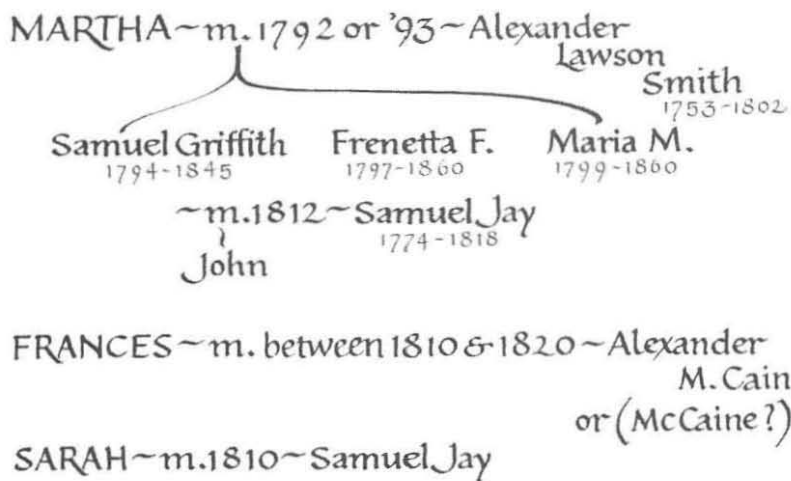 MARTHA~m. 1792 or '93~Alexander
Lawson
Smith
1753-1802
Samuel Griffith Frenetta F. Maria M.
1794-1845 1797-1860 1799-1860
~m.1812~Samuel Jay
1774-1818
John
FRANCES~m. between 1810 & 1820~Alexander
M. Cain
or (McCaine?)
SARAH~m.1810~Samuel Jay